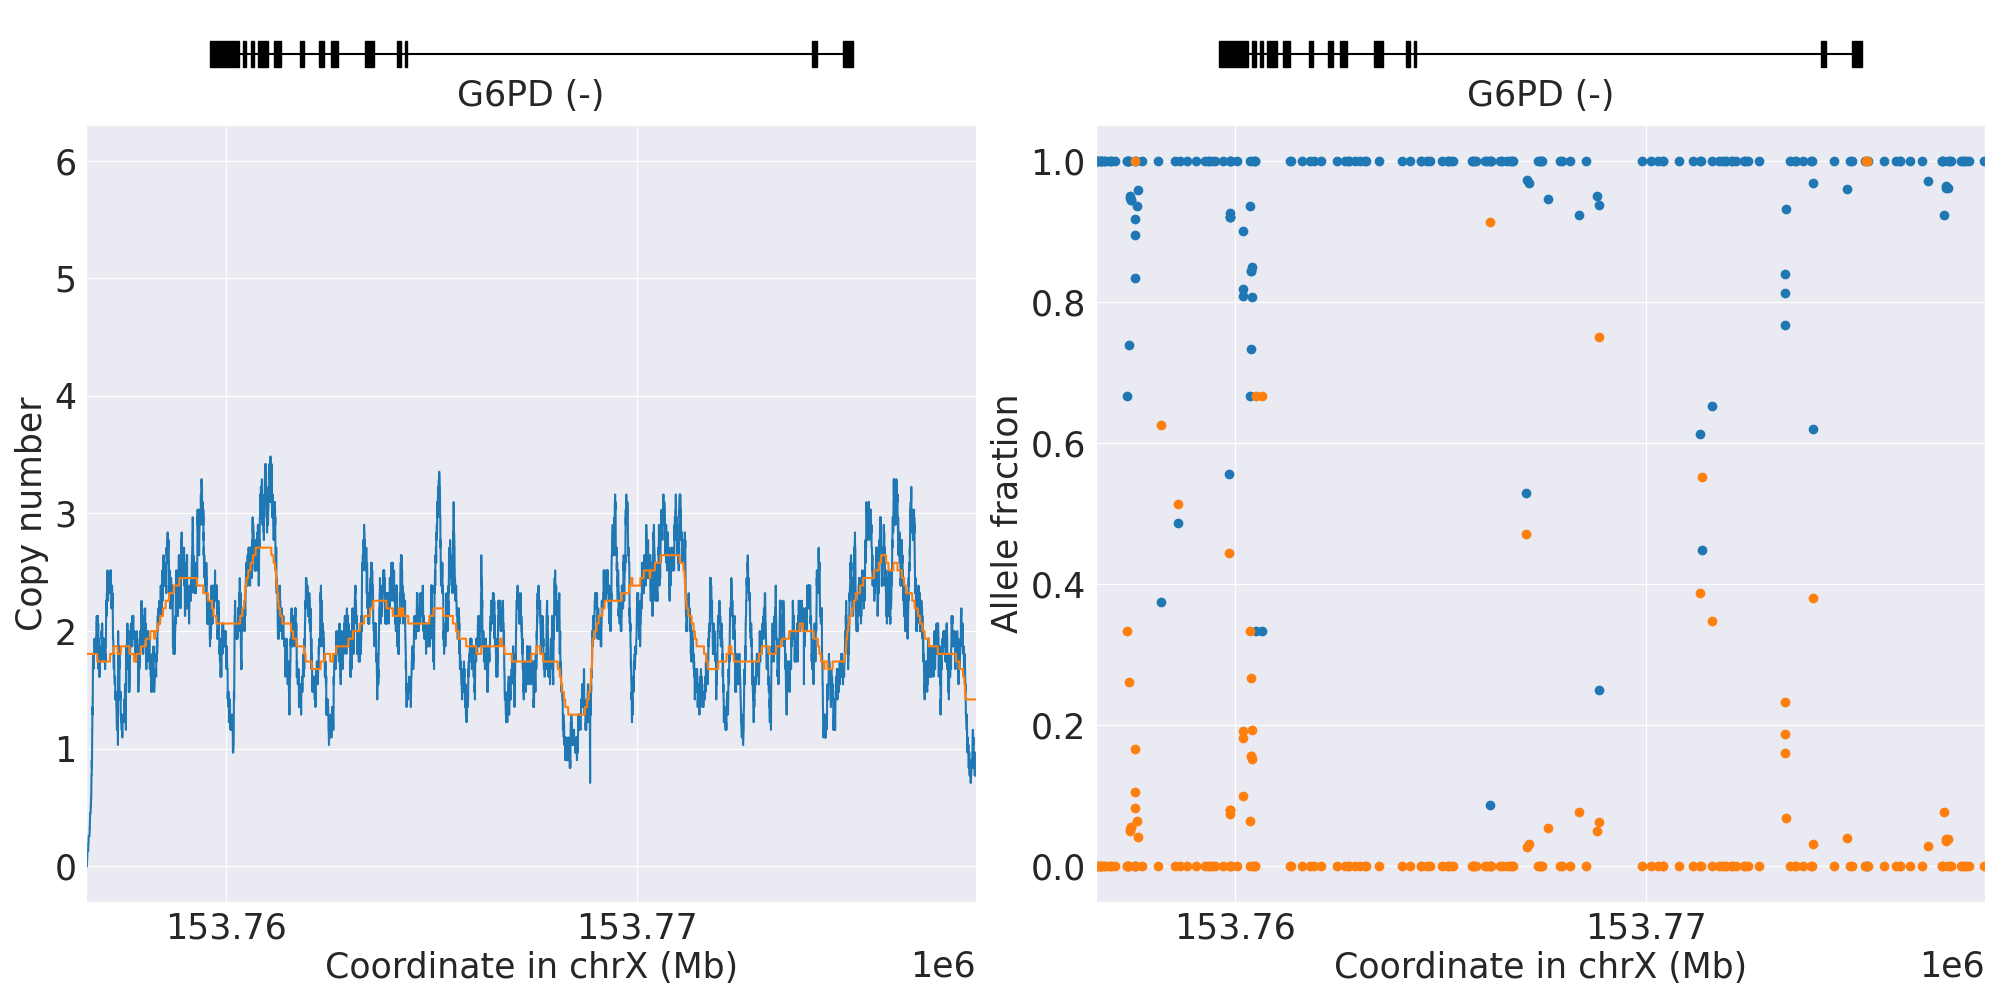 G6PD (-)
6
5
4
3
2
1
0
Copy number
153.76
153.77
Coordinate in chrX (Mb)
1e6
G6PD (-)
1.0
0.8
0.6
0.4
0.2
0.0
Allele fraction
153.76
153.77
Coordinate in chrX (Mb)
1e6